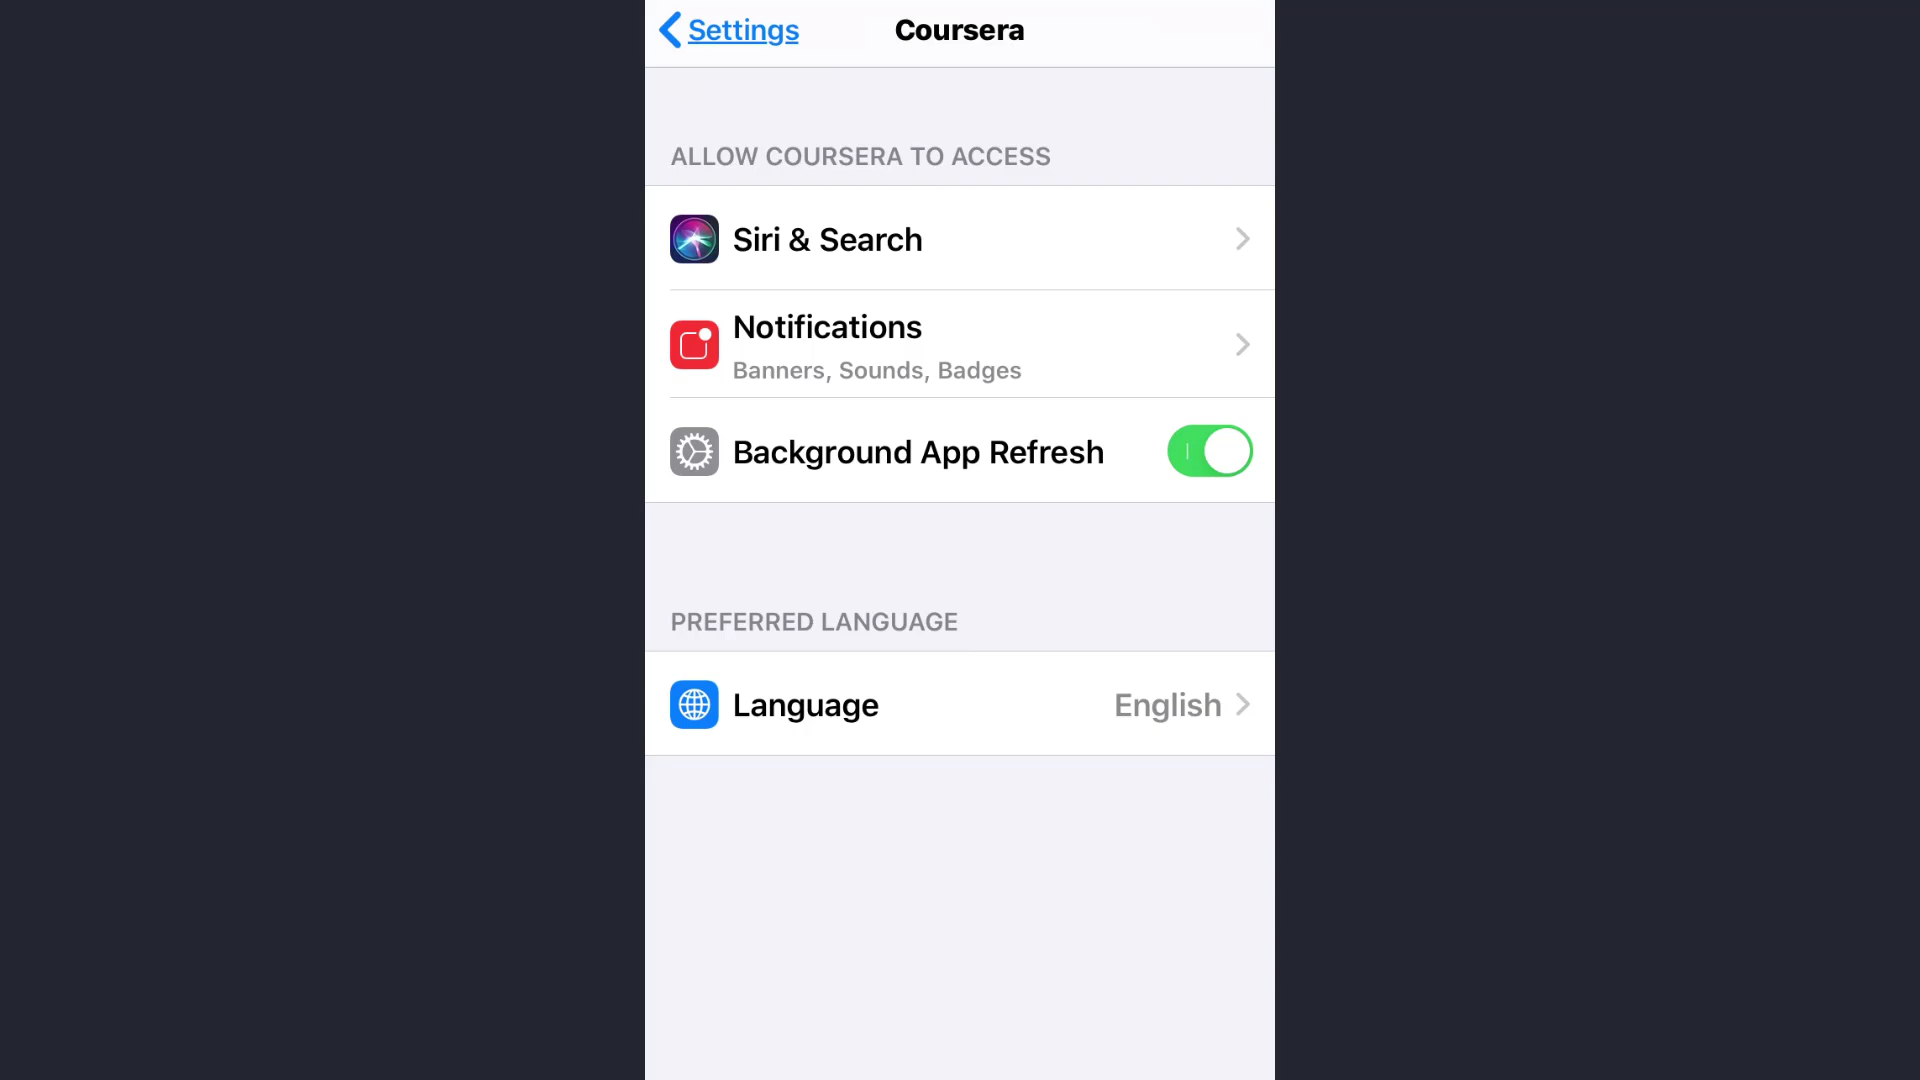 Settings
Coursera
ALLOW COURSERA TO ACCESS
Siri & Search
Notifications
Banners, Sounds, Badges
Background App Refresh
PREFERRED LANGUAGE
Language English